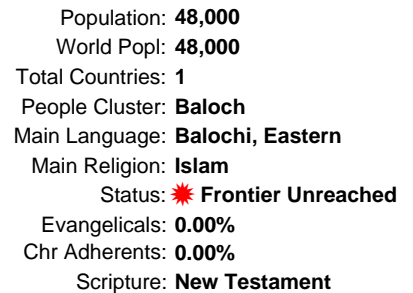 Population: 48,000
World Popl: 48,000
Total Countries: 1
People Cluster: Baloch
Main Language: Balochi, Eastern
Main Religion: Islam
Status: Frontier Unreached
Evangelicals: 0.00%
Chr Adherents: 0.00%
Scripture: New Testament